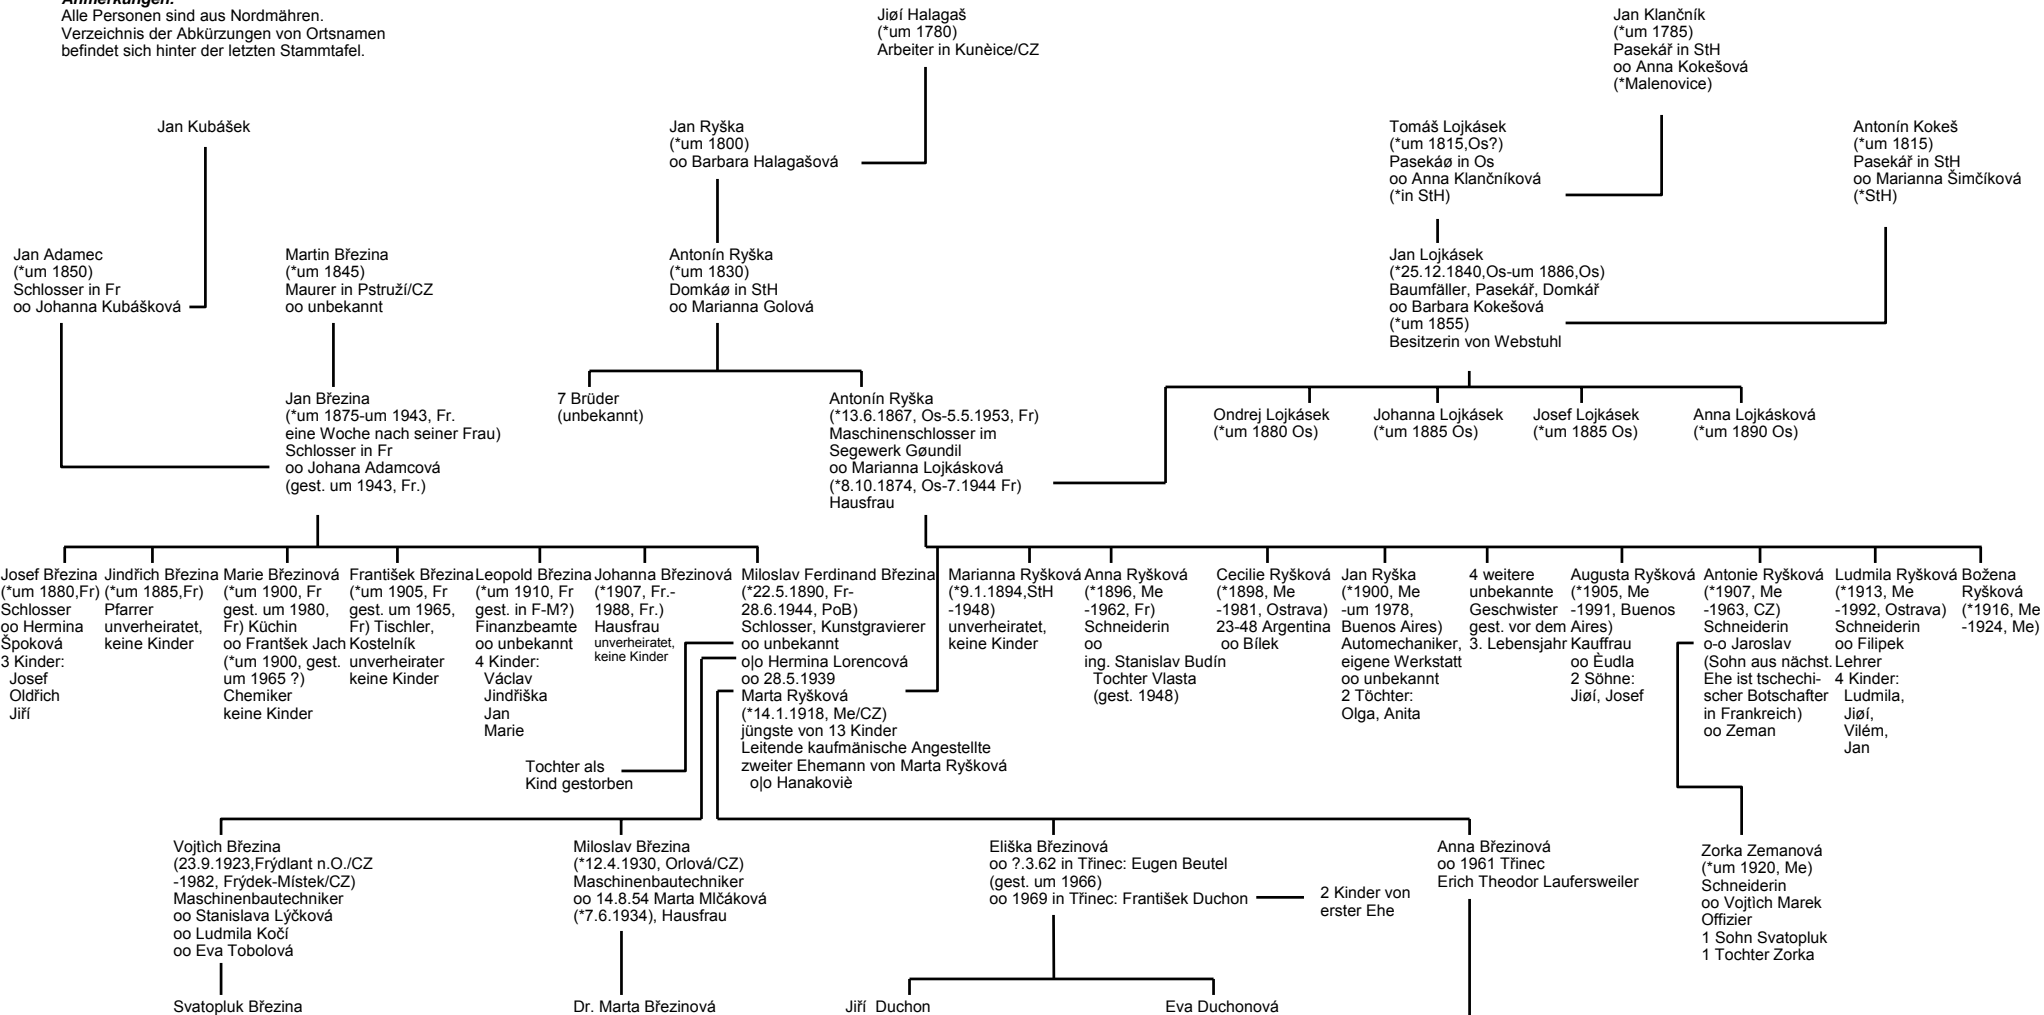 Anmerkungen:
Alle Personen sind aus Nordmähren.
Verzeichnis der Abkürzungen von Ortsnamen
befindet sich hinter der letzten Stammtafel.
Jiøí Halagaš
(*um 1780)
Arbeiter in Kunèice/CZ
Jan Klančník
(*um 1785)
Pasekář in StH
oo Anna Kokešová
(*Malenovice)
Jan Kubášek
Jan Ryška
(*um 1800)
oo Barbara Halagašová
Tomáš Lojkásek
(*um 1815,Os?)
Pasekáø in Os
oo Anna Klančníková
(*in StH)
Antonín Kokeš
(*um 1815)
Pasekář in StH
oo Marianna Šimčíková
(*StH)
Jan Adamec
(*um 1850)
Schlosser in Fr
oo Johanna Kubášková
Martin Březina
(*um 1845)
Maurer in Pstruží/CZ
oo unbekannt
Antonín Ryška
(*um 1830)
Domkáø in StH
oo Marianna Golová
Jan Lojkásek
(*25.12.1840,Os-um 1886,Os)
Baumfäller, Pasekář, Domkář
oo Barbara Kokešová
(*um 1855)
Besitzerin von Webstuhl
Jan Březina
(*um 1875-um 1943, Fr.
eine Woche nach seiner Frau)
Schlosser in Fr
oo Johana Adamcová
(gest. um 1943, Fr.)
7 Brüder
(unbekannt)
Antonín Ryška
(*13.6.1867, Os-5.5.1953, Fr)
Maschinenschlosser im
Segewerk Gøundil
oo Marianna Lojkásková
(*8.10.1874, Os-7.1944 Fr)
Hausfrau
Ondrej Lojkásek
(*um 1880 Os)
Johanna Lojkásek
(*um 1885 Os)
Josef Lojkásek
(*um 1885 Os)
Anna Lojkásková
(*um 1890 Os)
Josef Březina
(*um 1880,Fr)
Schlosser
oo Hermina
Špoková
3 Kinder:
Josef
Oldřich
Jiří
Jindřich Březina
(*um 1885,Fr)
Pfarrer
unverheiratet,
keine Kinder
Marie Březinová
(*um 1900, Fr
gest. um 1980,
Fr) Küchin
oo Frantšek Jach
(*um 1900, gest.
um 1965 ?)
Chemiker
keine Kinder
František Březina
(*um 1905, Fr
gest. um 1965,
Fr) Tischler,
Kostelník
unverheirater
keine Kinder
Leopold Březina
(*um 1910, Fr
gest. in F-M?)
Finanzbeamte
oo unbekannt
4 Kinder:
Václav
Jindřiška
Jan
Marie
Johanna Březinová
(*1907, Fr.-
1988, Fr.)
Hausfrau
unverheiratet,
keine Kinder
Miloslav Ferdinand Březina
(*22.5.1890, Fr-
28.6.1944, PoB)
Schlosser, Kunstgravierer
oo unbekannt
o|o Hermina Lorencová
oo 28.5.1939
Marta Ryšková
(*14.1.1918, Me/CZ)
jüngste von 13 Kinder
Leitende kaufmänische Angestellte
zweiter Ehemann von Marta Ryšková
o|o Hanakoviè
Marianna Ryšková
(*9.1.1894,StH
-1948)
unverheiratet,
keine Kinder
Anna Ryšková
(*1896, Me
-1962, Fr)
Schneiderin
oo
ing. Stanislav Budín
Tochter Vlasta
(gest. 1948)
Cecilie Ryšková
(*1898, Me
-1981, Ostrava)
23-48 Argentina
oo Bílek
Jan Ryška
(*1900, Me
-um 1978,
Buenos Aires)
Automechaniker,
eigene Werkstatt
oo unbekannt
2 Töchter:
Olga, Anita
4 weitere
unbekannte
Geschwister
gest. vor dem
3. Lebensjahr
Augusta Ryšková
(*1905, Me
-1991, Buenos
Aires)
Kauffrau
oo Èudla
2 Söhne:
Jiøí, Josef
Antonie Ryšková
(*1907, Me
-1963, CZ)
Schneiderin
o-o Jaroslav
(Sohn aus nächst.
Ehe ist tschechi-
scher Botschafter
in Frankreich)
oo Zeman
Ludmila Ryšková
(*1913, Me
-1992, Ostrava)
Schneiderin
oo Filipek
Lehrer
4 Kinder:
Ludmila,
Jiøí,
Vilém,
Jan
Božena
Ryšková
(*1916, Me
-1924, Me)
Tochter als
Kind gestorben
Vojtìch Březina
(23.9.1923,Frýdlant n.O./CZ
-1982, Frýdek-Místek/CZ)
Maschinenbautechniker
oo Stanislava Lýčková
oo Ludmila Kočí
oo Eva Tobolová
Miloslav Březina
(*12.4.1930, Orlová/CZ)
Maschinenbautechniker
oo 14.8.54 Marta Mlčáková
(*7.6.1934), Hausfrau
Eliška Březinová
oo ?.3.62 in Třinec: Eugen Beutel
(gest. um 1966)
oo 1969 in Třinec: František Duchon
2 Kinder von
erster Ehe
Anna Březinová
oo 1961 Třinec
Erich Theodor Laufersweiler
Zorka Zemanová
(*um 1920, Me)
Schneiderin
oo Vojtìch Marek
Offizier
1 Sohn Svatopluk
1 Tochter Zorka
Svatopluk Březina
Dr. Marta Březinová
Jiří Duchon
Eva Duchonová